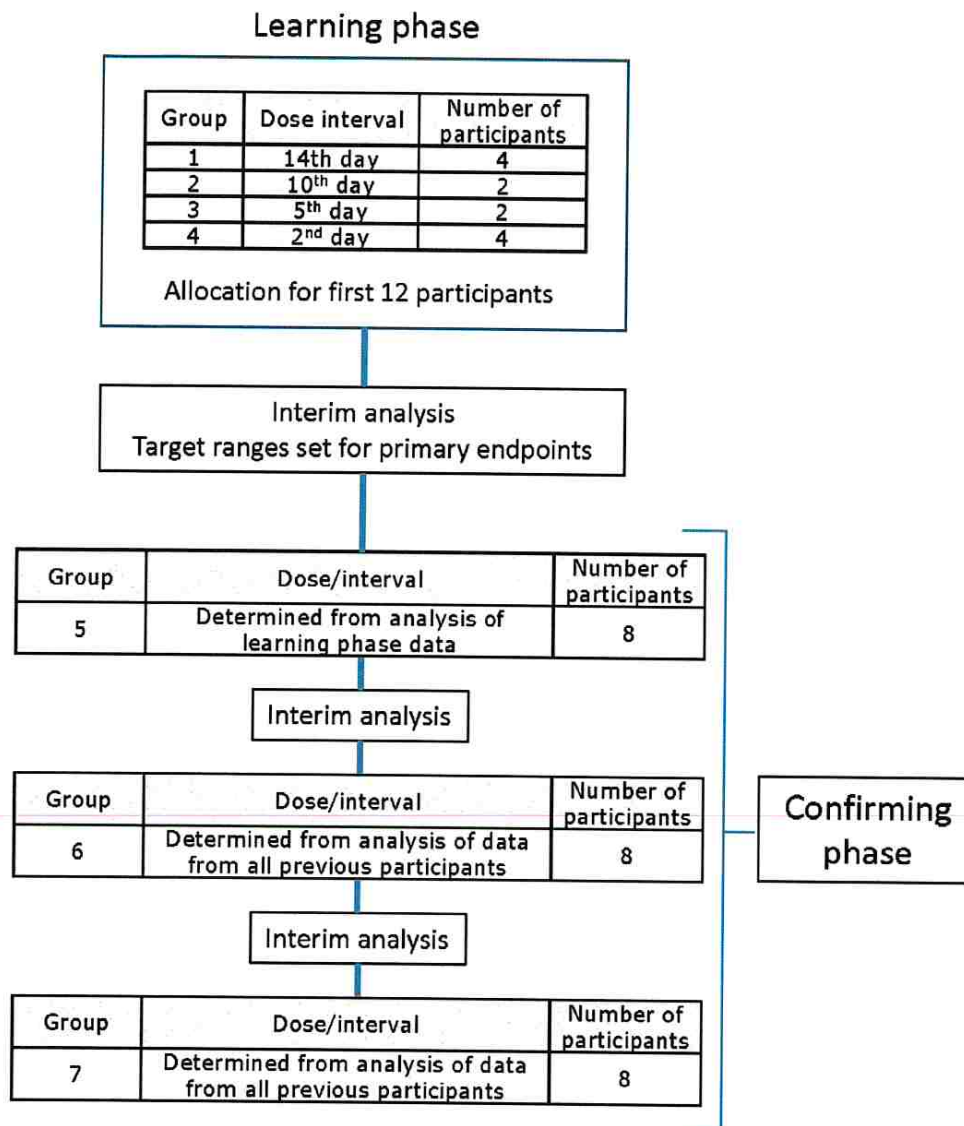 Learning phase
Group Dose interval Number of
participants
1 14th day 4
2 10th day 2
3 5th day 2
4 2nd day 4
Allocation for first 12 participants
Interim analysis
Target ranges set for primary endpoints
Group Dose/interval Number of
participants
5 Determined from analysis of
learning phase data 8
Interim analysis
Group Dose/interval Number of
participants
6 Determined from analysis of data
from all previous participants 8
Interim analysis
Group Dose/interval Number of
participants
7 Determined from analysis of data
from all previous participants 8
Confirming
phase